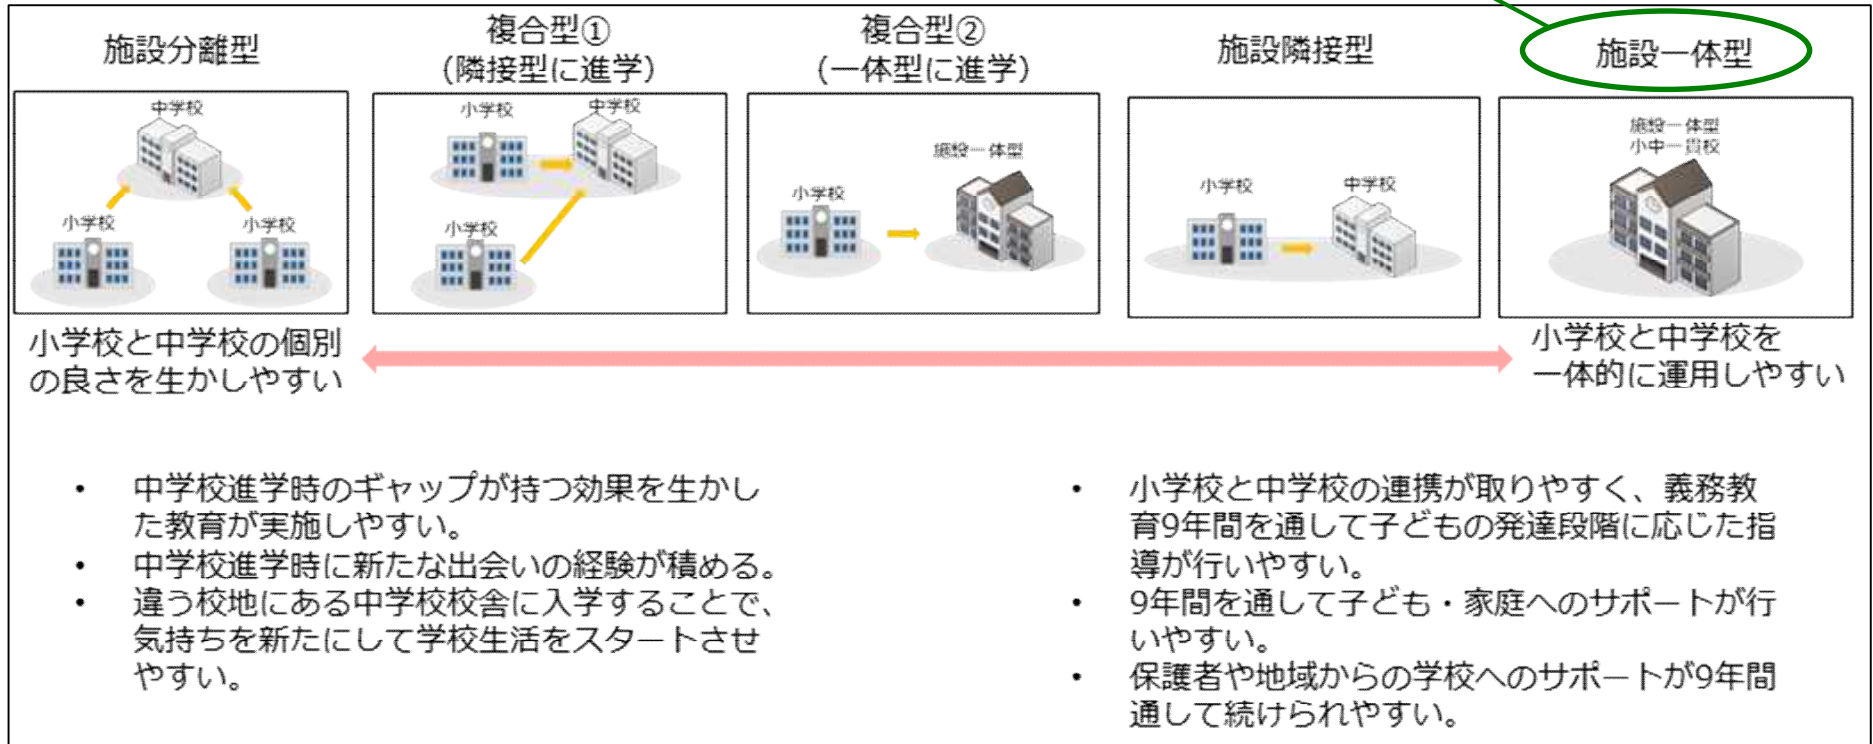 施設分離型
複合型①
(隣接型に進学)
複合型②
(一体型に進学)
施設隣接型
施設一体型
中学校
小学校
小学校
小学校
中学校
小学校
小学校
施設一体型
小学校
中学校
施設一体型
小中一貫校
小学校と中学校の個別
の良さを生かしやすい
小学校と中学校を
一体的に運用しやすい
• 中学校進学時のギャップが持つ効果を生かし
た教育が実施しやすい。
• 中学校進学時に新たな出会いの経験が積める。
• 違う校地にある中学校校舎に入学することで、
気持ちを新たにして学校生活をスタートさせ
やすい。
• 小学校と中学校の連携が取りやすく、義務教
育9年間を通して子どもの発達段階に応じた指
導が行いやすい。
• 9年間を通して子ども・家庭へのサポートが行
いやすい。
• 保護者や地域からの学校へのサポートが9年間
通して続けられやすい。